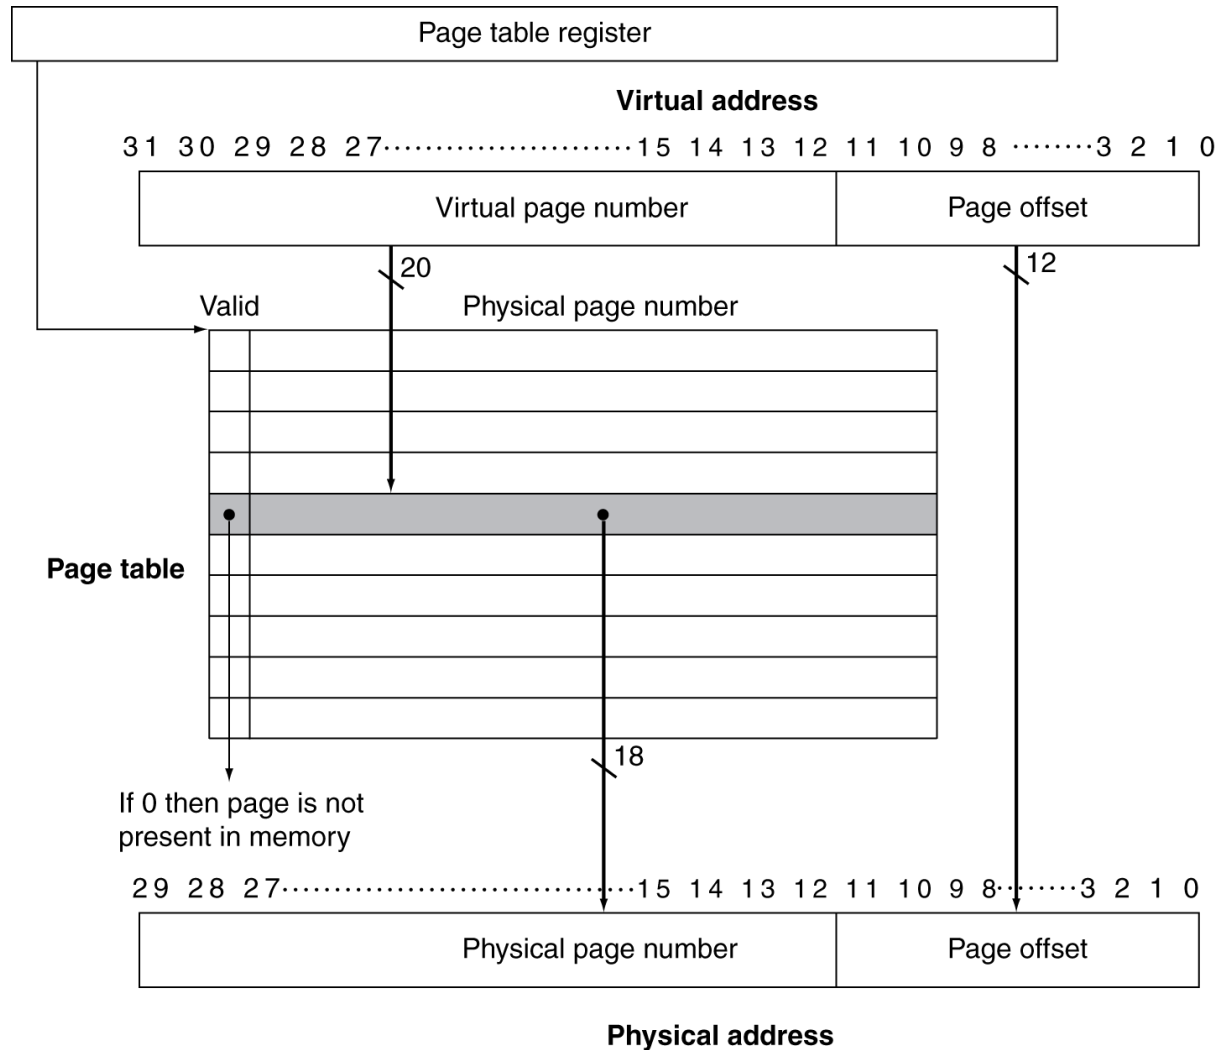 Page table register
Virtual address
31 30 29 28 27························15 14 13 12 11 10 9 8 ········3 2 1 0
Virtual page number
Page offset
20
12
Valid
Physical page number
Page table
18
If 0 then page is not
present in memory
29 28 27··································15 14 13 12 11 10 9 8········3 2 1 0
Physical page number
Page offset
Physical address